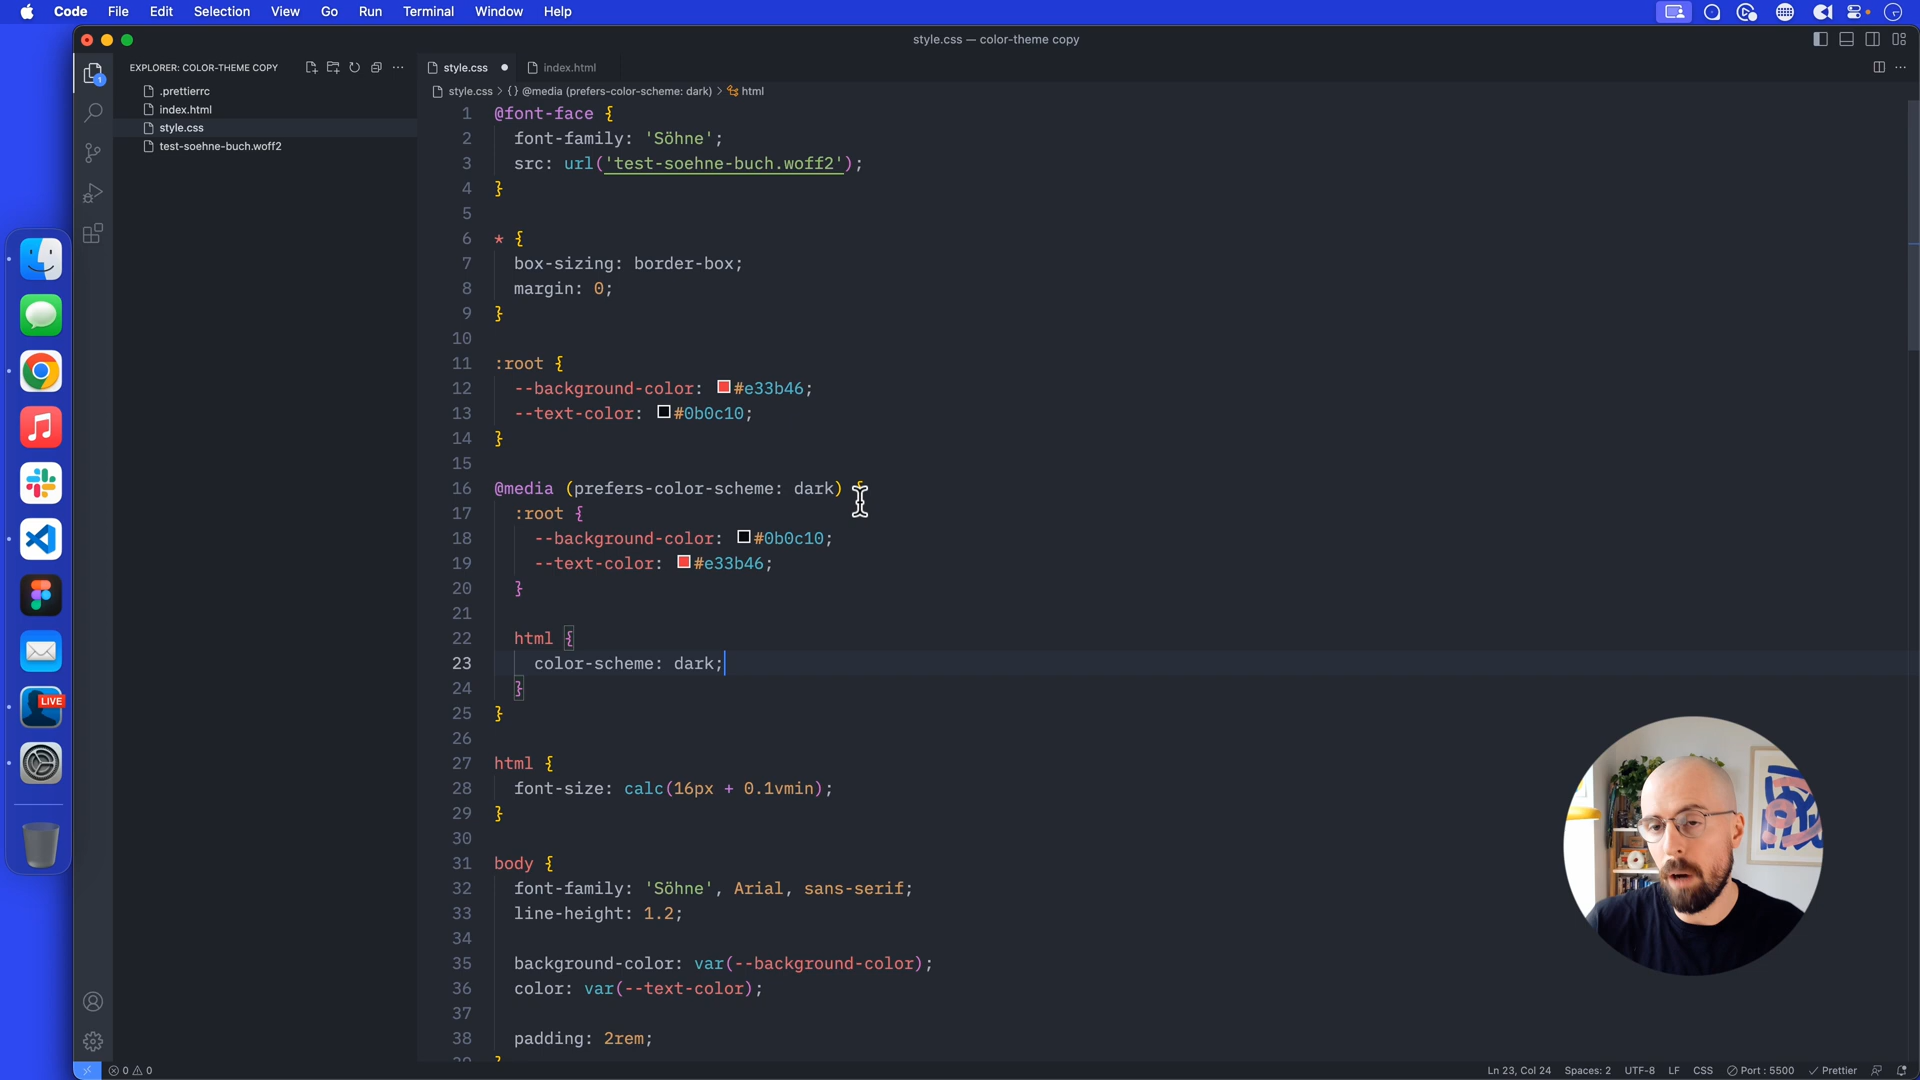 Code File Edit Selection View Go Run Terminal Window Help
style.css — color-theme copy
EXPLORER: COLOR-THEME COPY
.prettierrc
index.html
style.css
test-soehne-buch.woff2
1
LIVE
style.css
index.html
style.css > {} @media (prefers-color-scheme: dark) > html
1 @font-face {
2 font-family: 'Söhne';
3 src: url('test-soehne-buch.woff2');
4 }
5
6 * {
7 box-sizing: border-box;
8 margin: 0;
9 }
10
11 :root {
12 --background-color: #e33b46;
13 --text-color: #0b0c10;
14 }
15
16 @media (prefers-color-scheme: dark) {
17 :root {
18 --background-color: #0b0c10;
19 --text-color: #e33b46;
20 }
21
22 html {
23 color-scheme: dark;
24 }
25 }
26
27 html {
28 font-size: calc(16px + 0.1vmin);
29 }
30
31 body {
32 font-family: 'Söhne', Arial, sans-serif;
33 line-height: 1.2;
34
35 background-color: var(--background-color);
36 color: var(--text-color);
37
38 padding: 2rem;
39 }
0 0
Ln 23, Col 24 Spaces: 2 UTF-8 LF CSS Port : 5500 Prettier